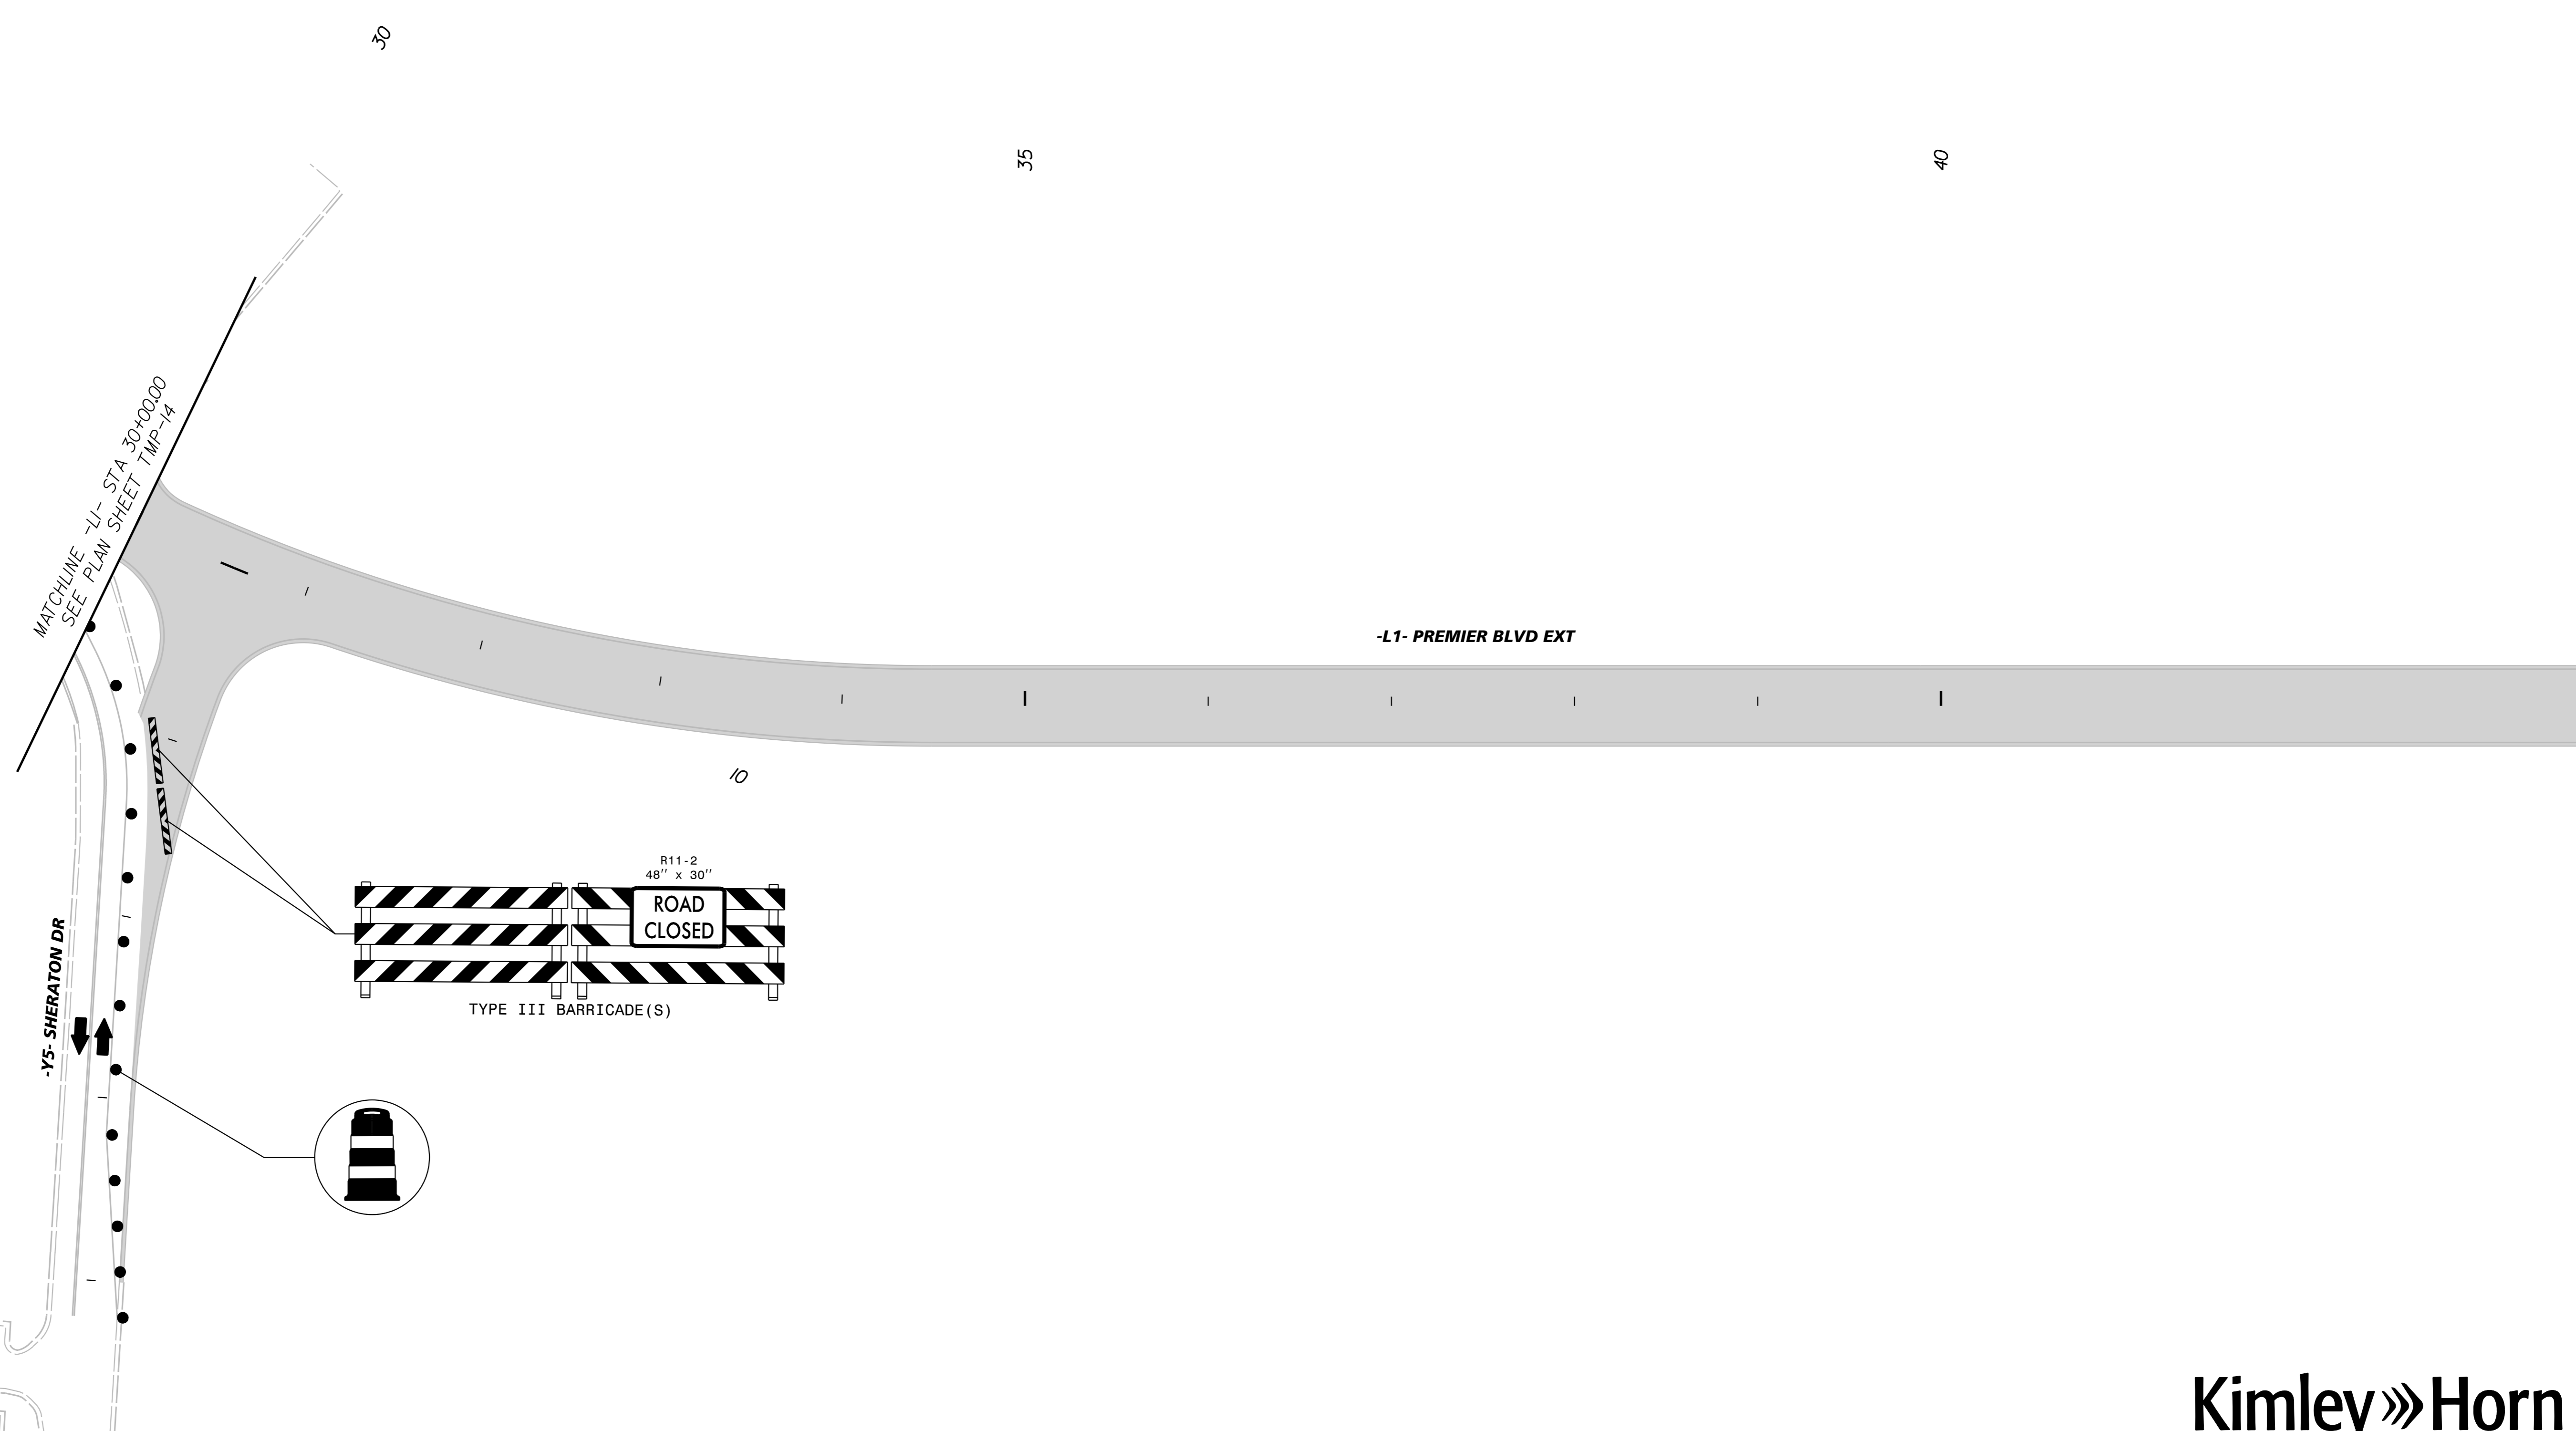 30
35
40
MATCHLINE -L1- STA 30+00.00
SEE PLAN SHEET TMP-14
-L1- PREMIER BLVD EXT
10
R11-2
48" x 30"
ROAD
CLOSED
TYPE III BARRICADE(S)
-Y5- SHERATON DR
Kimley Horn